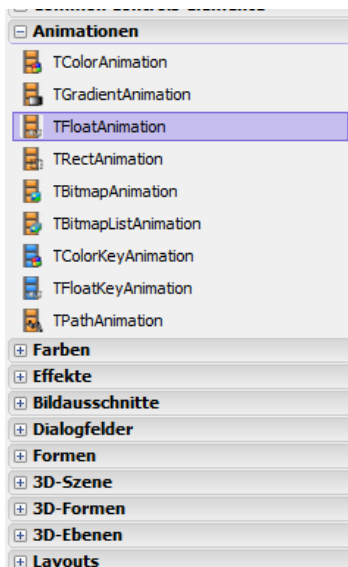 Animationen
TColorAnimation
TGradientAnimation
TFloatAnimation
TRectAnimation
TBitmapAnimation
TBitmapListAnimation
TColorKeyAnimation
TFloatKeyAnimation
TPathAnimation
Farben
Effekte
Bildausschnitte
Dialogfelder
Formen
3D-Szene
3D-Formen
3D-Ebenen
Layouts